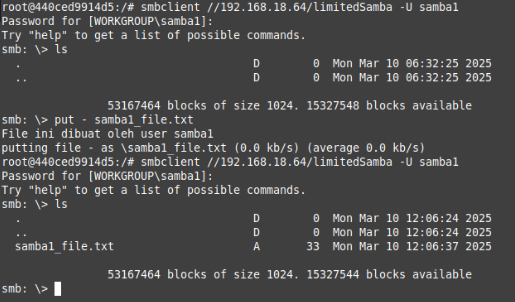 root@440ced9914d5:/# smbclient //192.168.18.64/limitedSamba -U samba1
Password for [WORKGROUP\samba1]:
Try "help" to get a list of possible commands.
smb: \> ls
  .                                   D        0  Mon Mar 10 06:32:25 2025
  ..                                  D        0  Mon Mar 10 06:32:25 2025
53167464 blocks of size 1024. 15327548 blocks available
smb: \> put - samba1_file.txt
File ini dibuat oleh user samba1
putting file - as \samba1_file.txt (0.0 kb/s) (average 0.0 kb/s)
root@440ced9914d5:/# smbclient //192.168.18.64/limitedSamba -U samba1
Password for [WORKGROUP\samba1]:
Try "help" to get a list of possible commands.
smb: \> ls
  .                                   D        0  Mon Mar 10 12:06:24 2025
  ..                                  D        0  Mon Mar 10 12:06:24 2025
  samba1_file.txt                     A       33  Mon Mar 10 12:06:37 2025
53167464 blocks of size 1024. 15327544 blocks available
smb: \>